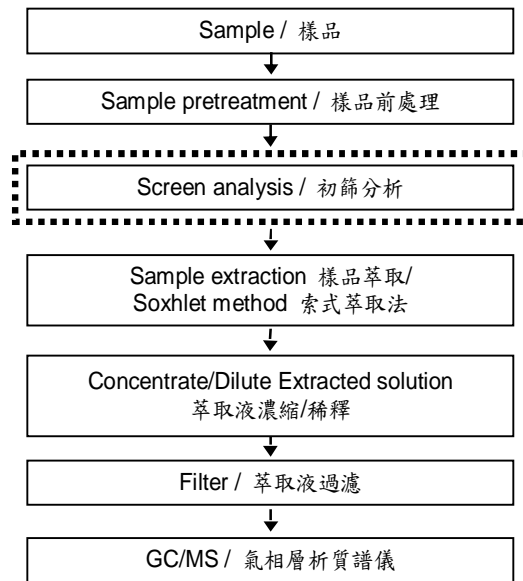 Sample / 樣品
Sample pretreatment / 樣品前處理
Screen analysis / 初篩分析
Sample extraction 樣品萃取/
Soxhlet method 索式萃取法
Concentrate/Dilute Extracted solution
萃取液濃縮/稀釋
Filter / 萃取液過濾
GC/MS / 氣相層析質譜儀